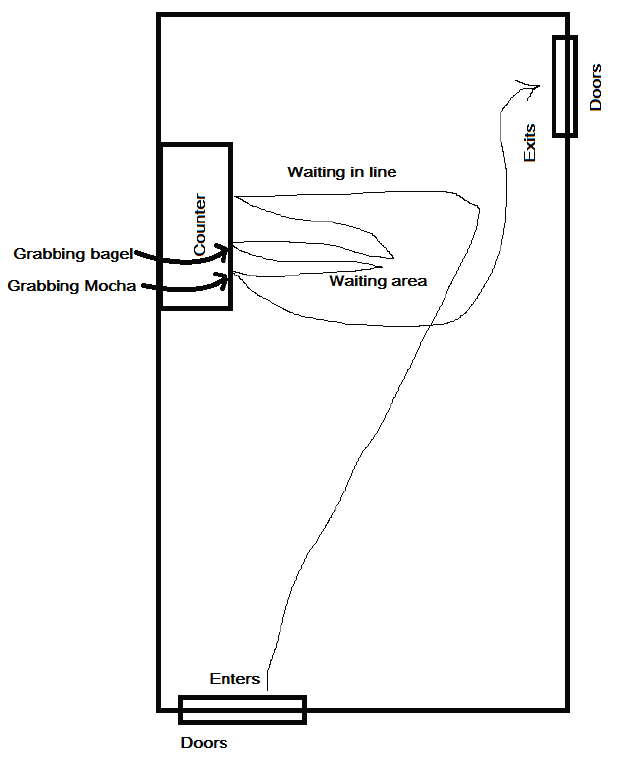 Doors
Exits
Waiting in line
Counter
Grabbing bagel
Grabbing Mocha
Waiting area
Enters
Doors